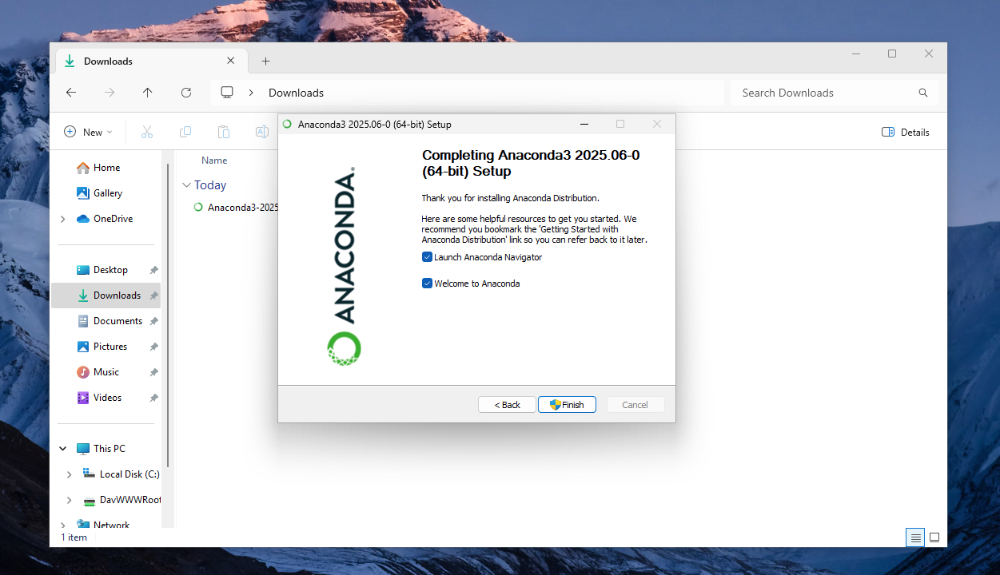 Downloads
Downloads
Search Downloads
New
Details
Anaconda3 2025.06-0 (64-bit) Setup
Home
Gallery
OneDrive
Desktop
Downloads
Documents
Pictures
Music
Videos
This PC
Local Disk (C:)
DavWWWRoot
Network
Name
Today
Anaconda3-2025
ANACONDA.
Completing Anaconda3 2025.06-0
(64-bit) Setup
Thank you for installing Anaconda Distribution.
Here are some helpful resources to get you started. We
recommend you bookmark the 'Getting Started with
Anaconda Distribution' link so you can refer back to it later.
Launch Anaconda Navigator
Welcome to Anaconda
< Back
Finish
Cancel
1 item